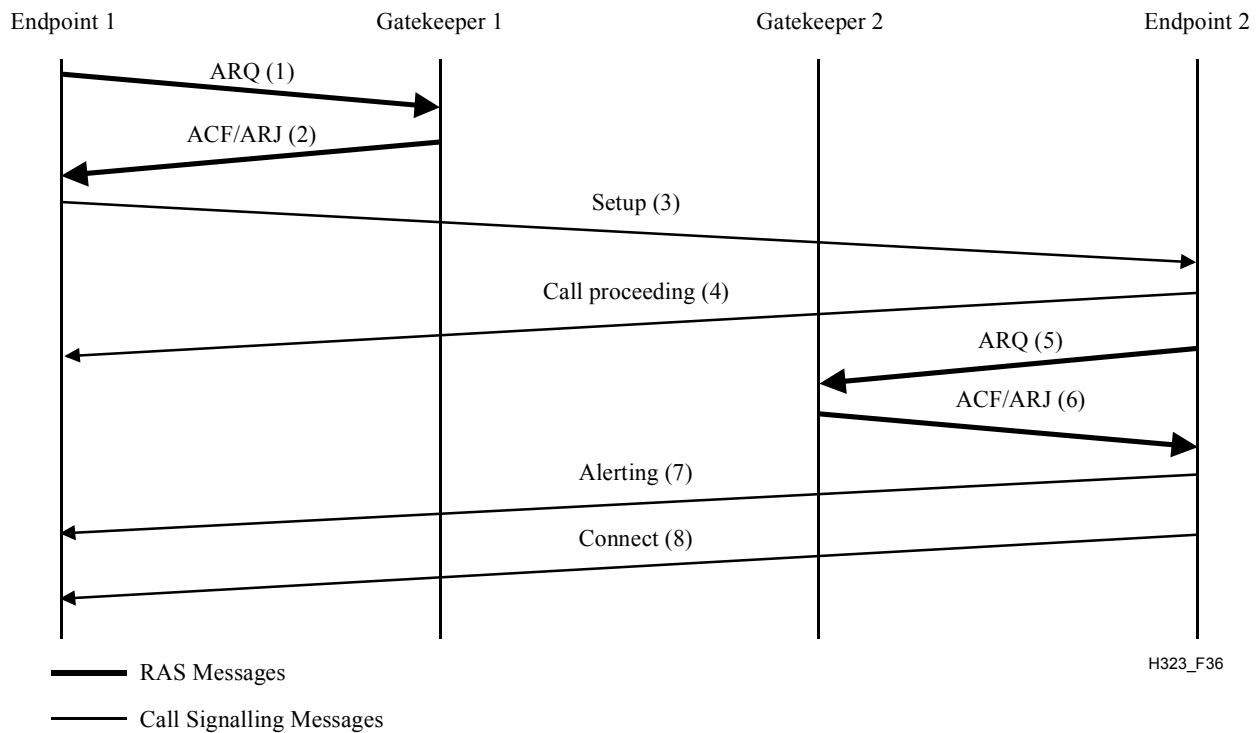 Endpoint 1
Gatekeeper 1
Gatekeeper 2
Endpoint 2
ARQ (1)
ACF/ARJ (2)
Setup (3)
Call proceeding (4)
ARQ (5)
ACF/ARJ (6)
Alerting (7)
Connect (8)
H323_F36
RAS Messages
Call Signalling Messages